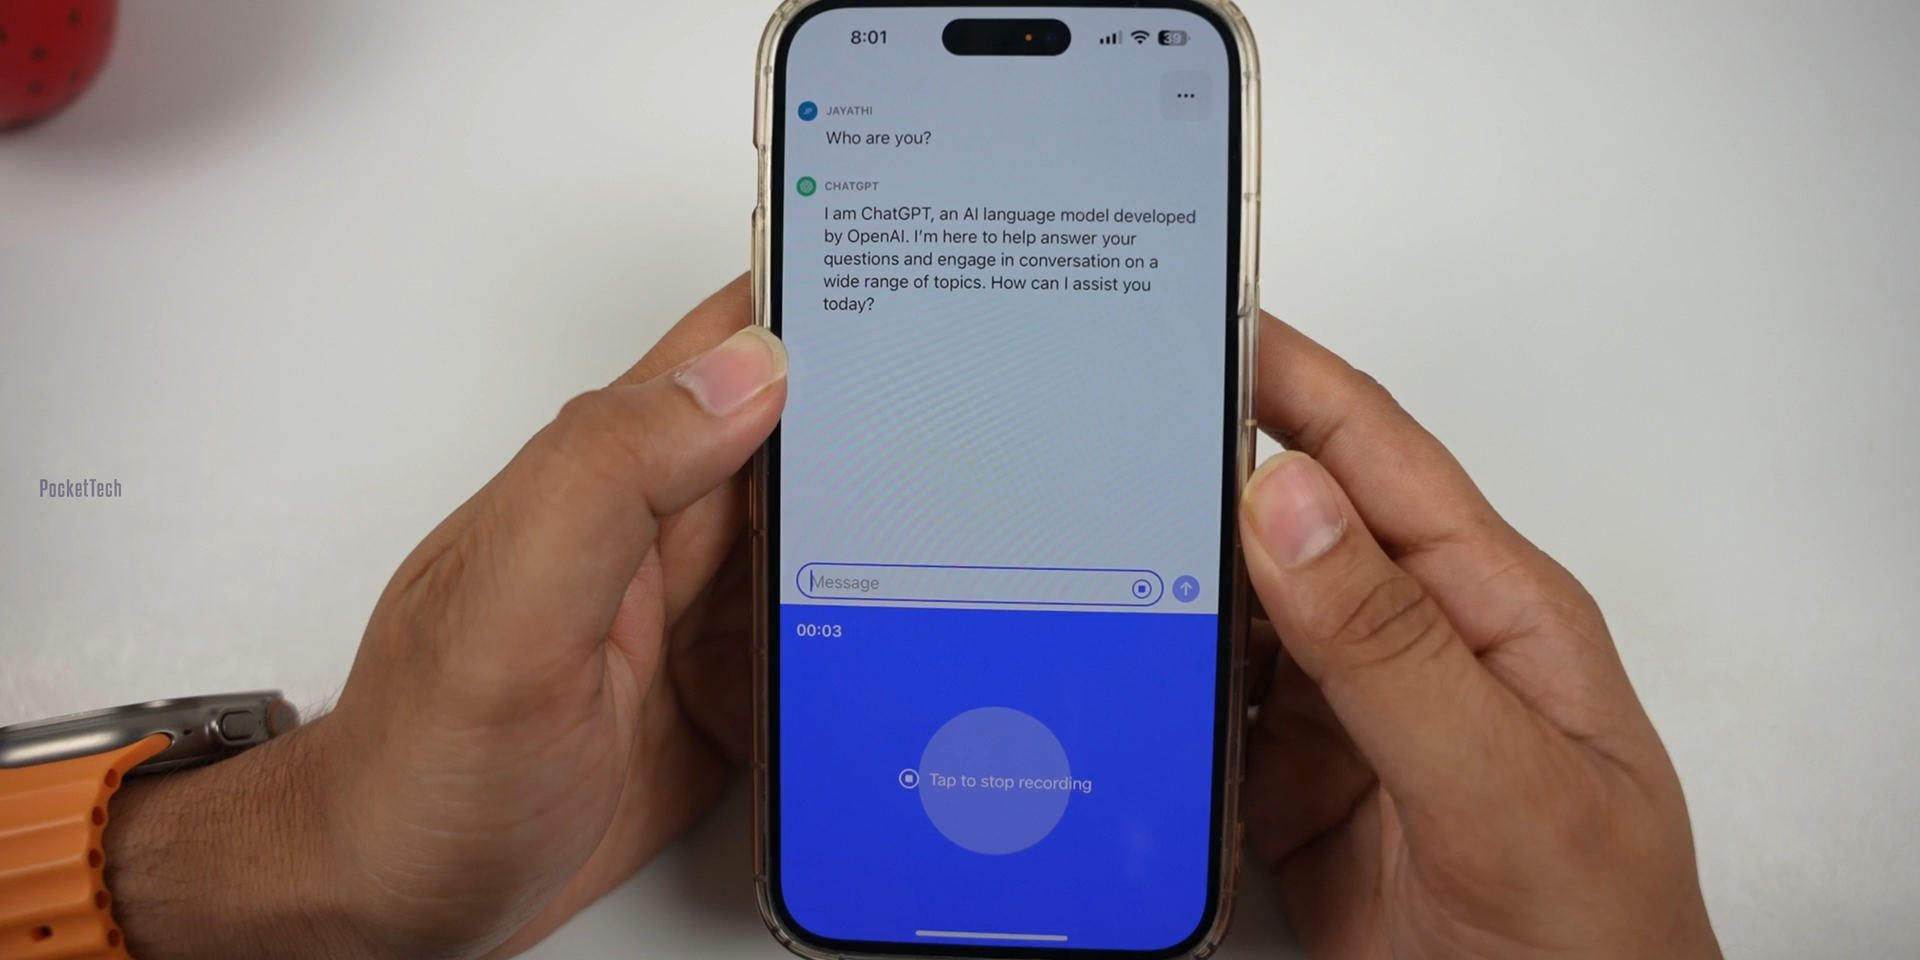 8:01
39
JAYATHI
Who are you?
CHATGPT
I am ChatGPT, an AI language model developed
by OpenAI. I'm here to help answer your
questions and engage in conversation on a
wide range of topics. How can I assist you
today?
PocketTech
Message
00:03
Tap to stop recording